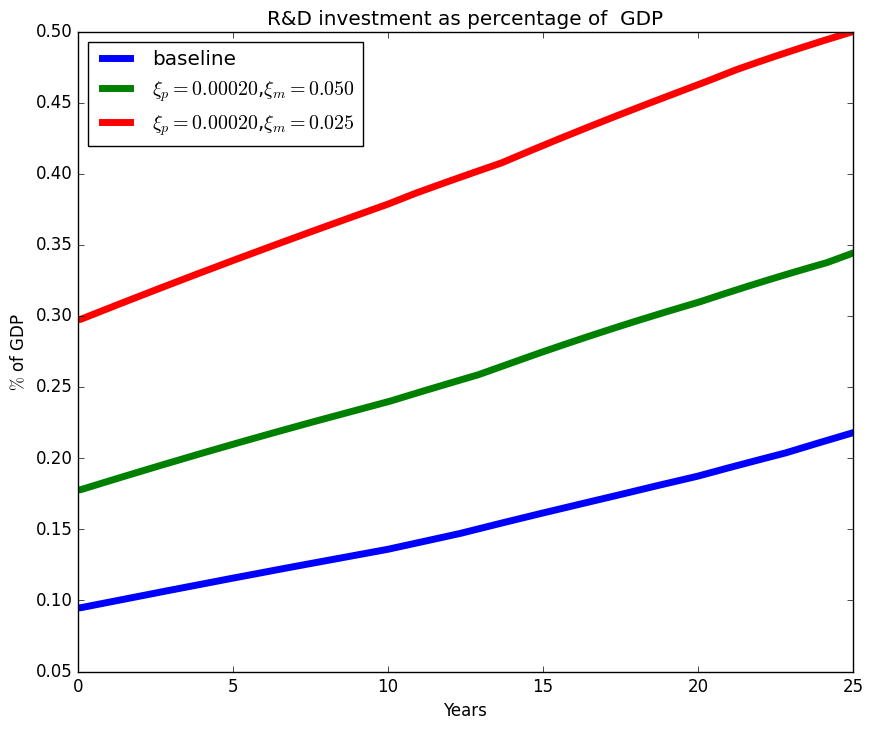 R&D investment as percentage of  GDP
baseline
ξₚ = 0.00020,ξₘ = 0.050
ξₚ = 0.00020,ξₘ = 0.025
% of GDP
0.50
0.45
0.40
0.35
0.30
0.25
0.20
0.15
0.10
0.05
0 5 10 15 20 25
Years